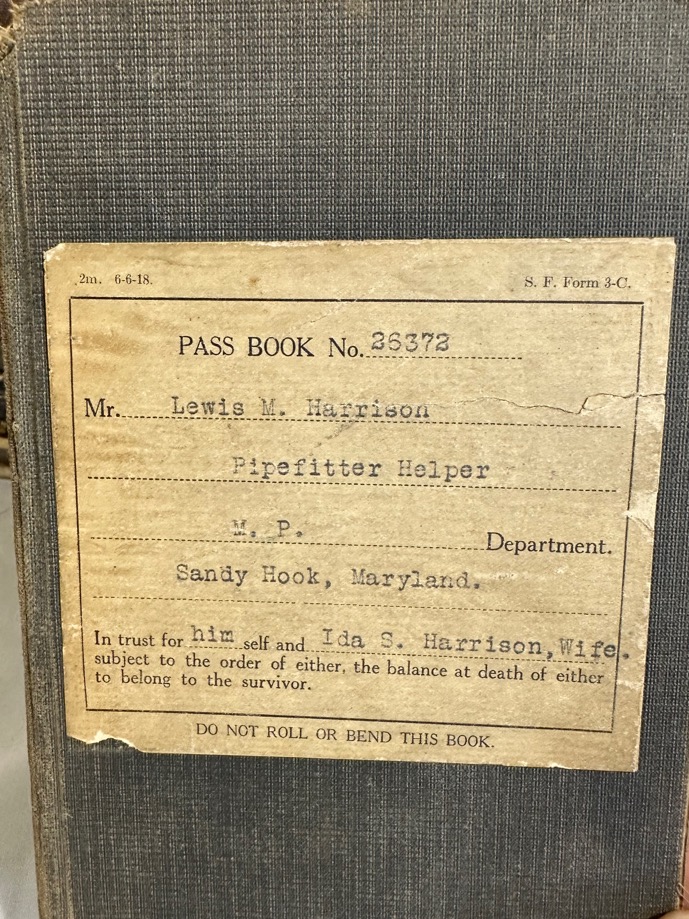 2m. 6-6-18. S. F. Form 3-C.
PASS BOOK No. 26372
Mr. Lewis M. Harrison
Pipefitter Helper
M. P. Department.
Sandy Hook, Maryland.
In trust for him self and Ida S. Harrison, Wife.
subject to the order of either, the balance at death of either
to belong to the survivor.
DO NOT ROLL OR BEND THIS BOOK.